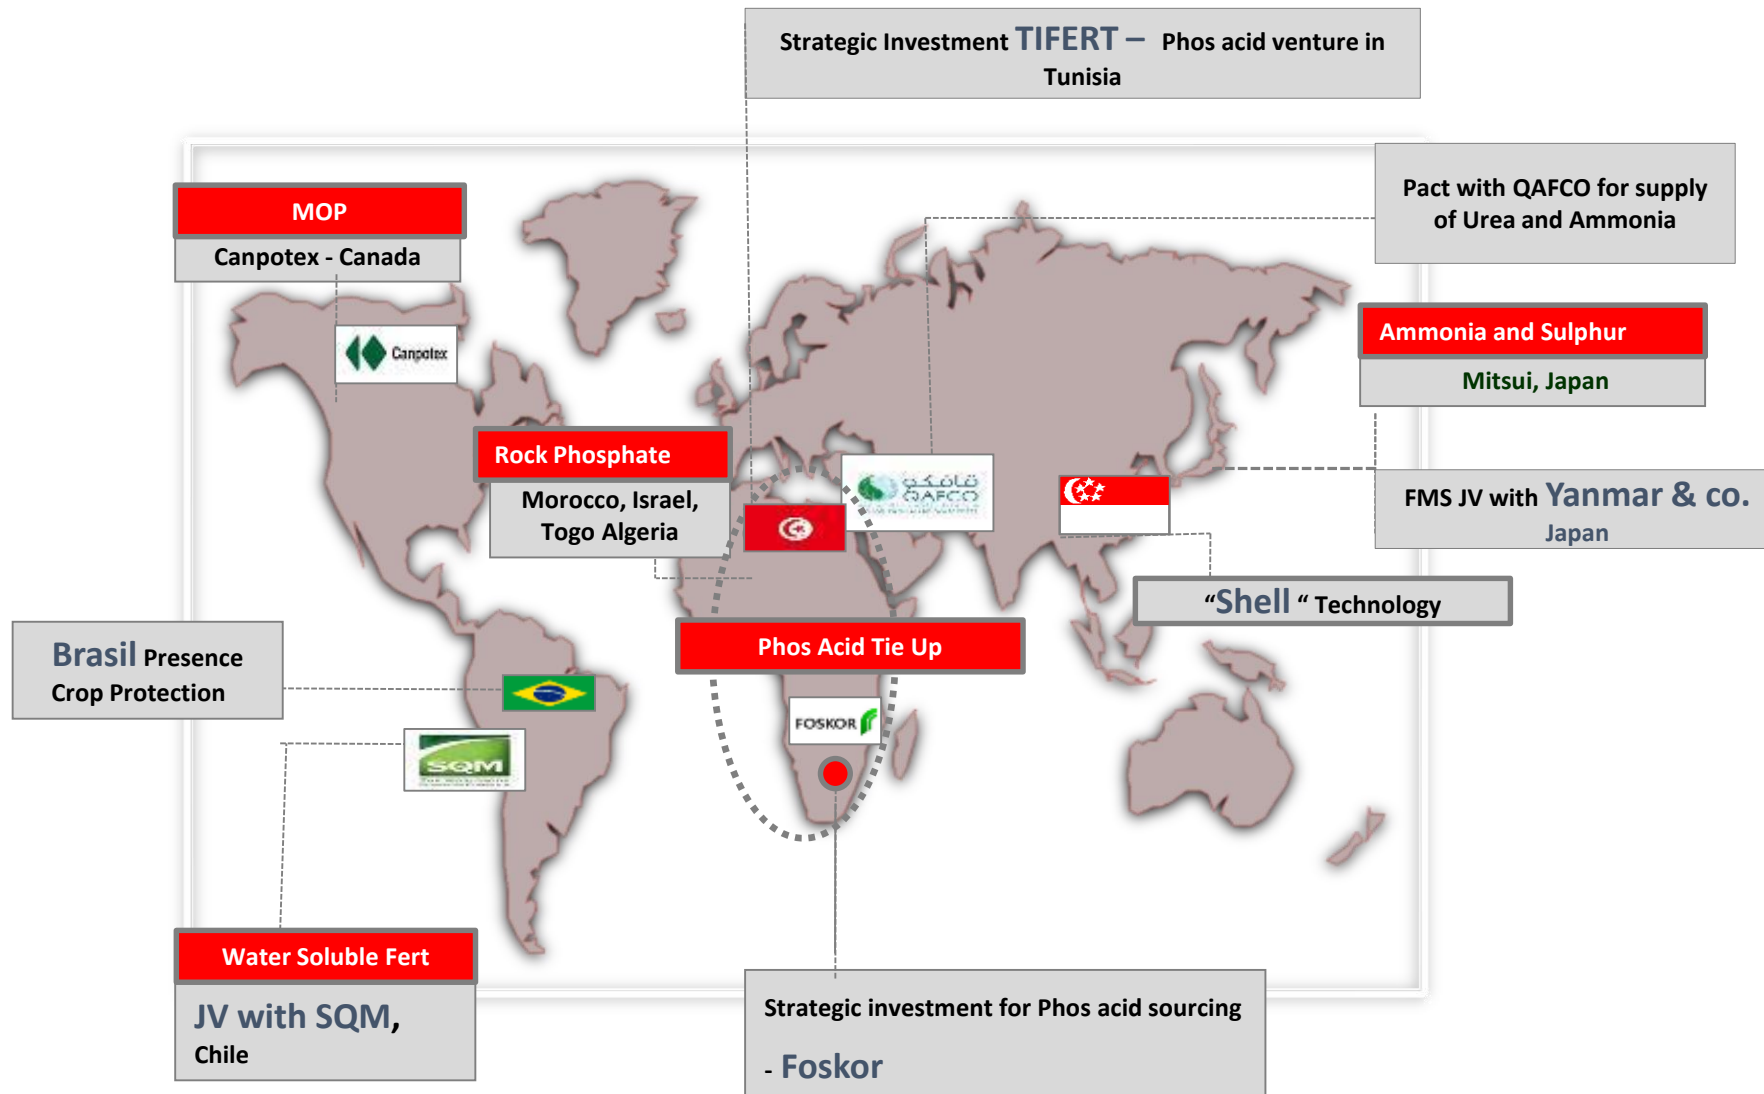 Strategic Investment TIFERT – Phos acid venture in
Tunisia
Pact with QAFCO for supply
of Urea and Ammonia
MOP
Canpotex - Canada
Canpotex
Ammonia and Sulphur
Mitsui, Japan
Rock Phosphate
Morocco, Israel,
Togo Algeria
قافكو
QAFCO
FMS JV with Yanmar & co.
Japan
“Shell “ Technology
Phos Acid Tie Up
Brasil Presence
Crop Protection
FOSKOR
SQM
Water Soluble Fert
JV with SQM,
Chile
Strategic investment for Phos acid sourcing
- Foskor